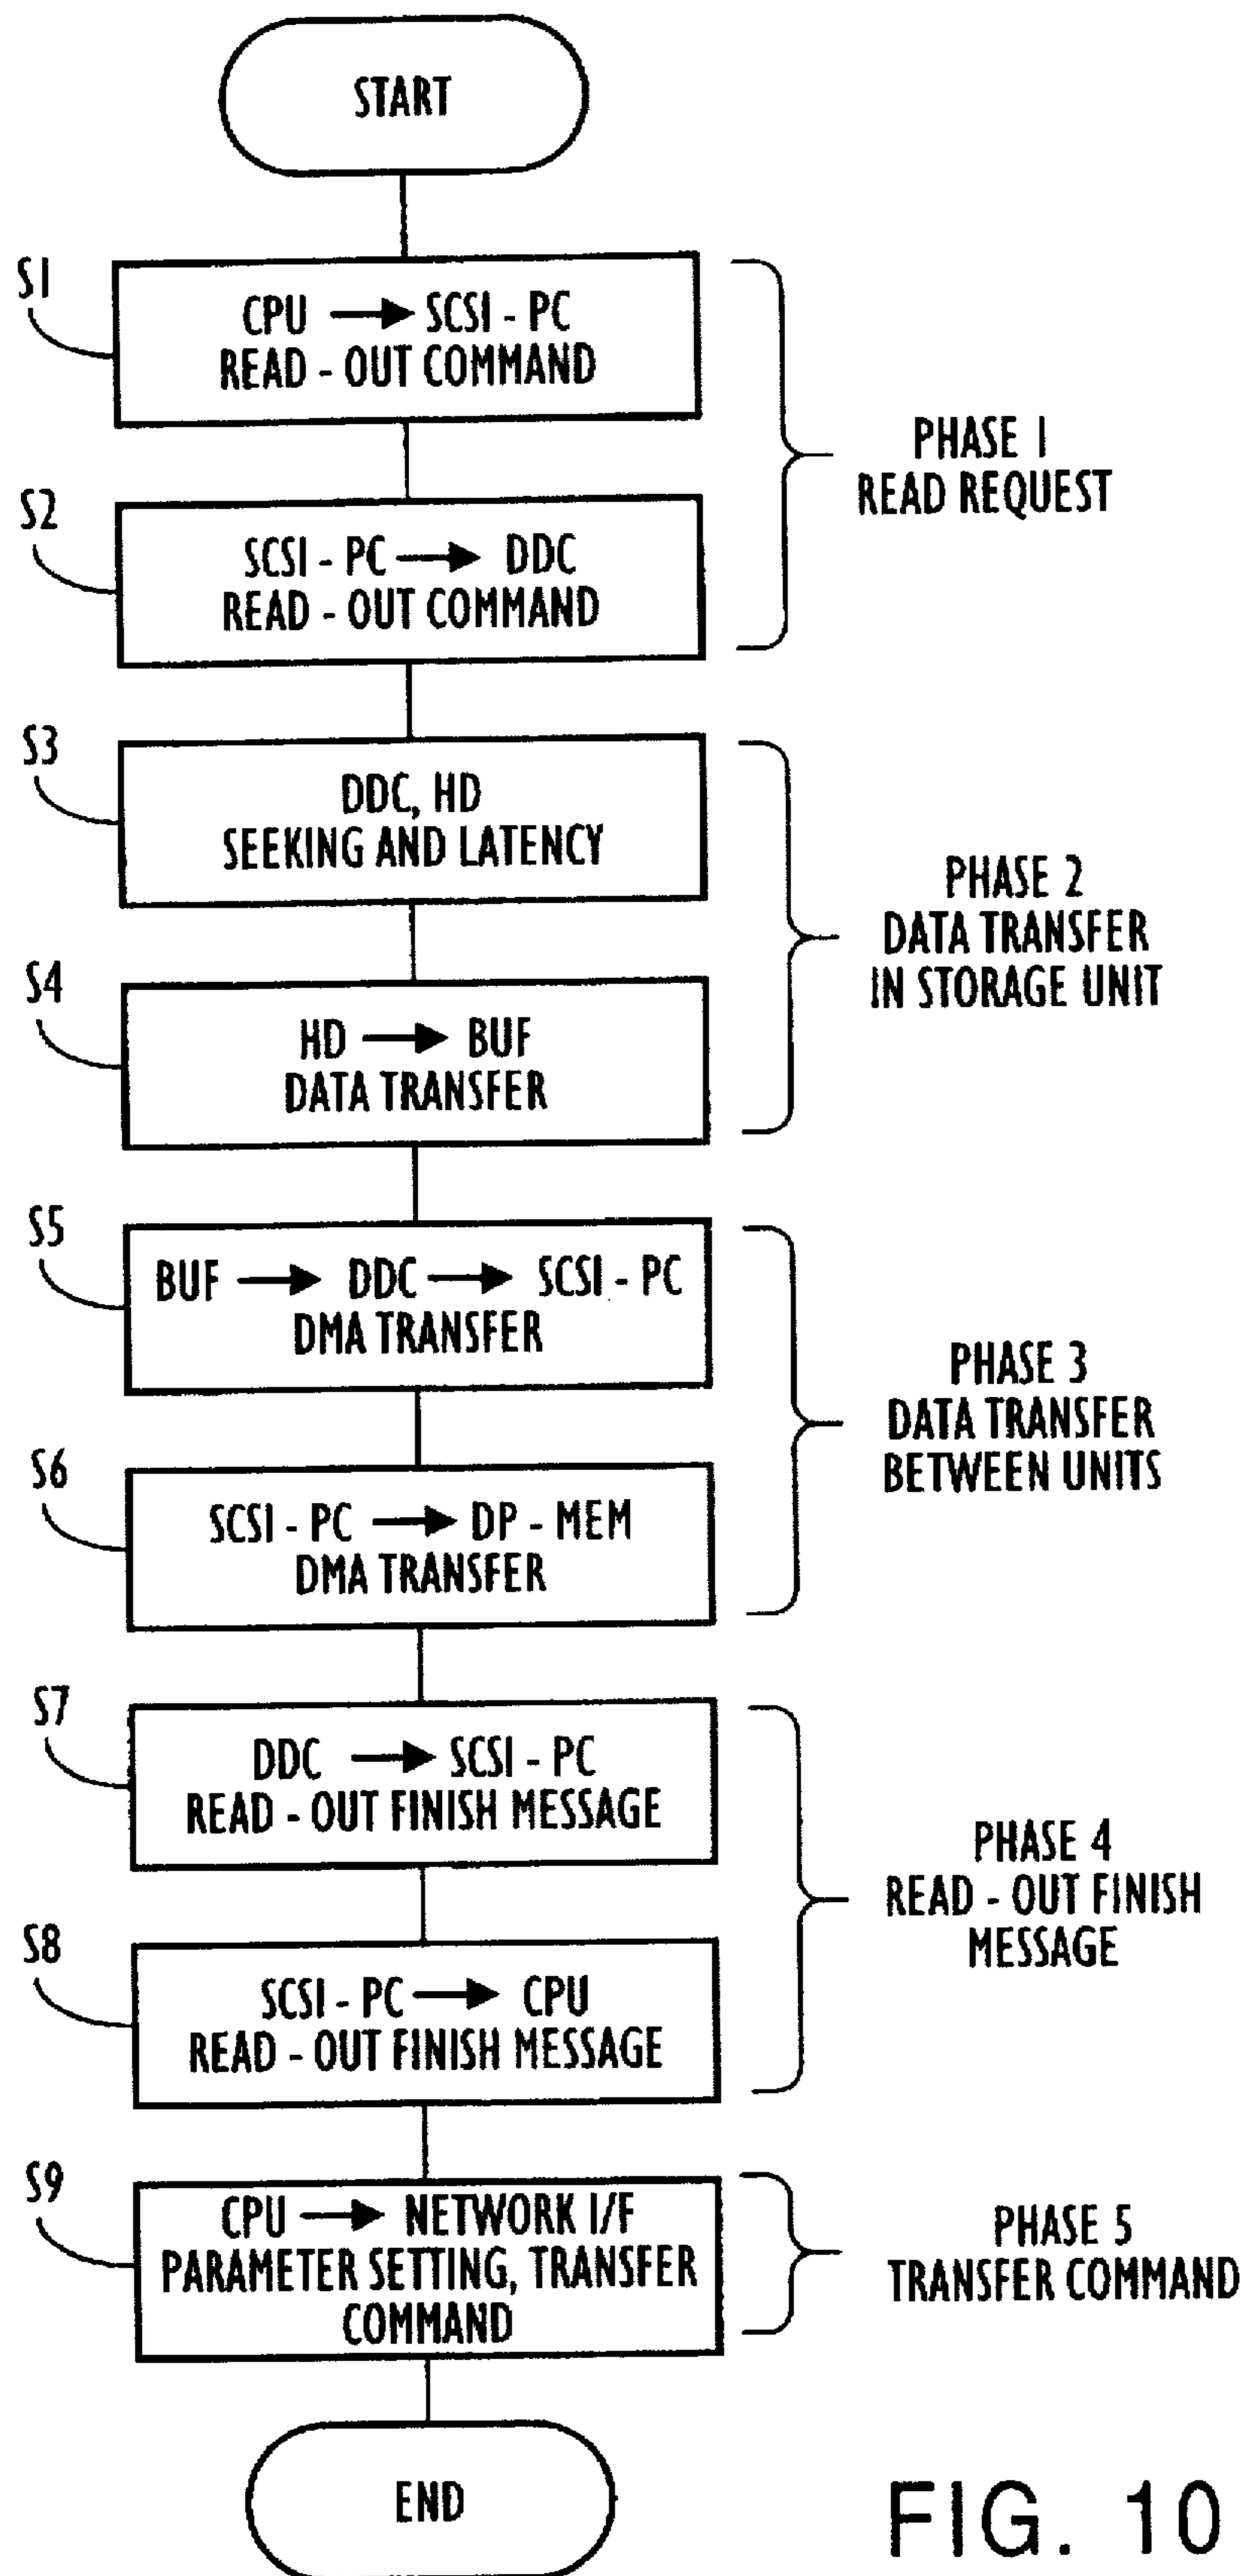 START
S1
CPU → SCSI - PC
READ - OUT COMMAND
PHASE 1
READ REQUEST
S2
SCSI - PC → DDC
READ - OUT COMMAND
S3
DDC, HD
SEEKING AND LATENCY
PHASE 2
DATA TRANSFER
IN STORAGE UNIT
S4
HD → BUF
DATA TRANSFER
S5
BUF → DDC → SCSI - PC
DMA TRANSFER
PHASE 3
DATA TRANSFER
BETWEEN UNITS
S6
SCSI - PC → DP - MEM
DMA TRANSFER
S7
DDC → SCSI - PC
READ - OUT FINISH MESSAGE
PHASE 4
READ - OUT FINISH
MESSAGE
S8
SCSI - PC → CPU
READ - OUT FINISH MESSAGE
S9
CPU → NETWORK I/F
PARAMETER SETTING, TRANSFER
COMMAND
PHASE 5
TRANSFER COMMAND
END
FIG. 10